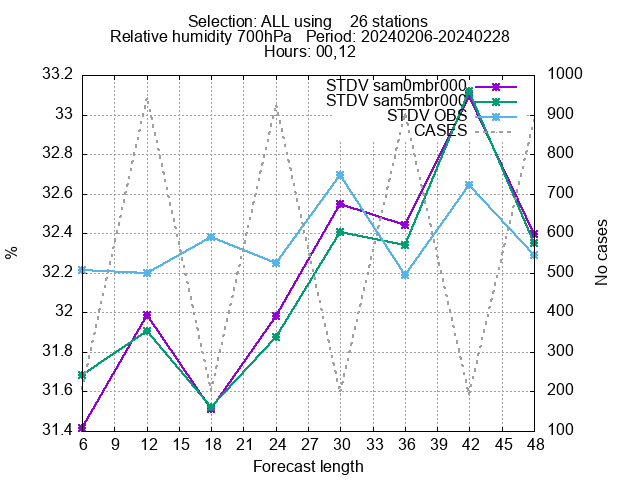 Selection: ALL using    26 stations
Relative humidity 700hPa   Period: 20240206-20240228
Hours: 00,12
33.2
33
32.8
32.6
32.4
32.2
32
31.8
31.6
31.4
%
STDV sam0mbr000
STDV sam5mbr000
STDV OBS
CASES
1000
900
800
700
600
500
400
300
200
100
No cases
6 9 12 15 18 21 24 27 30 33 36 39 42 45 48
Forecast length